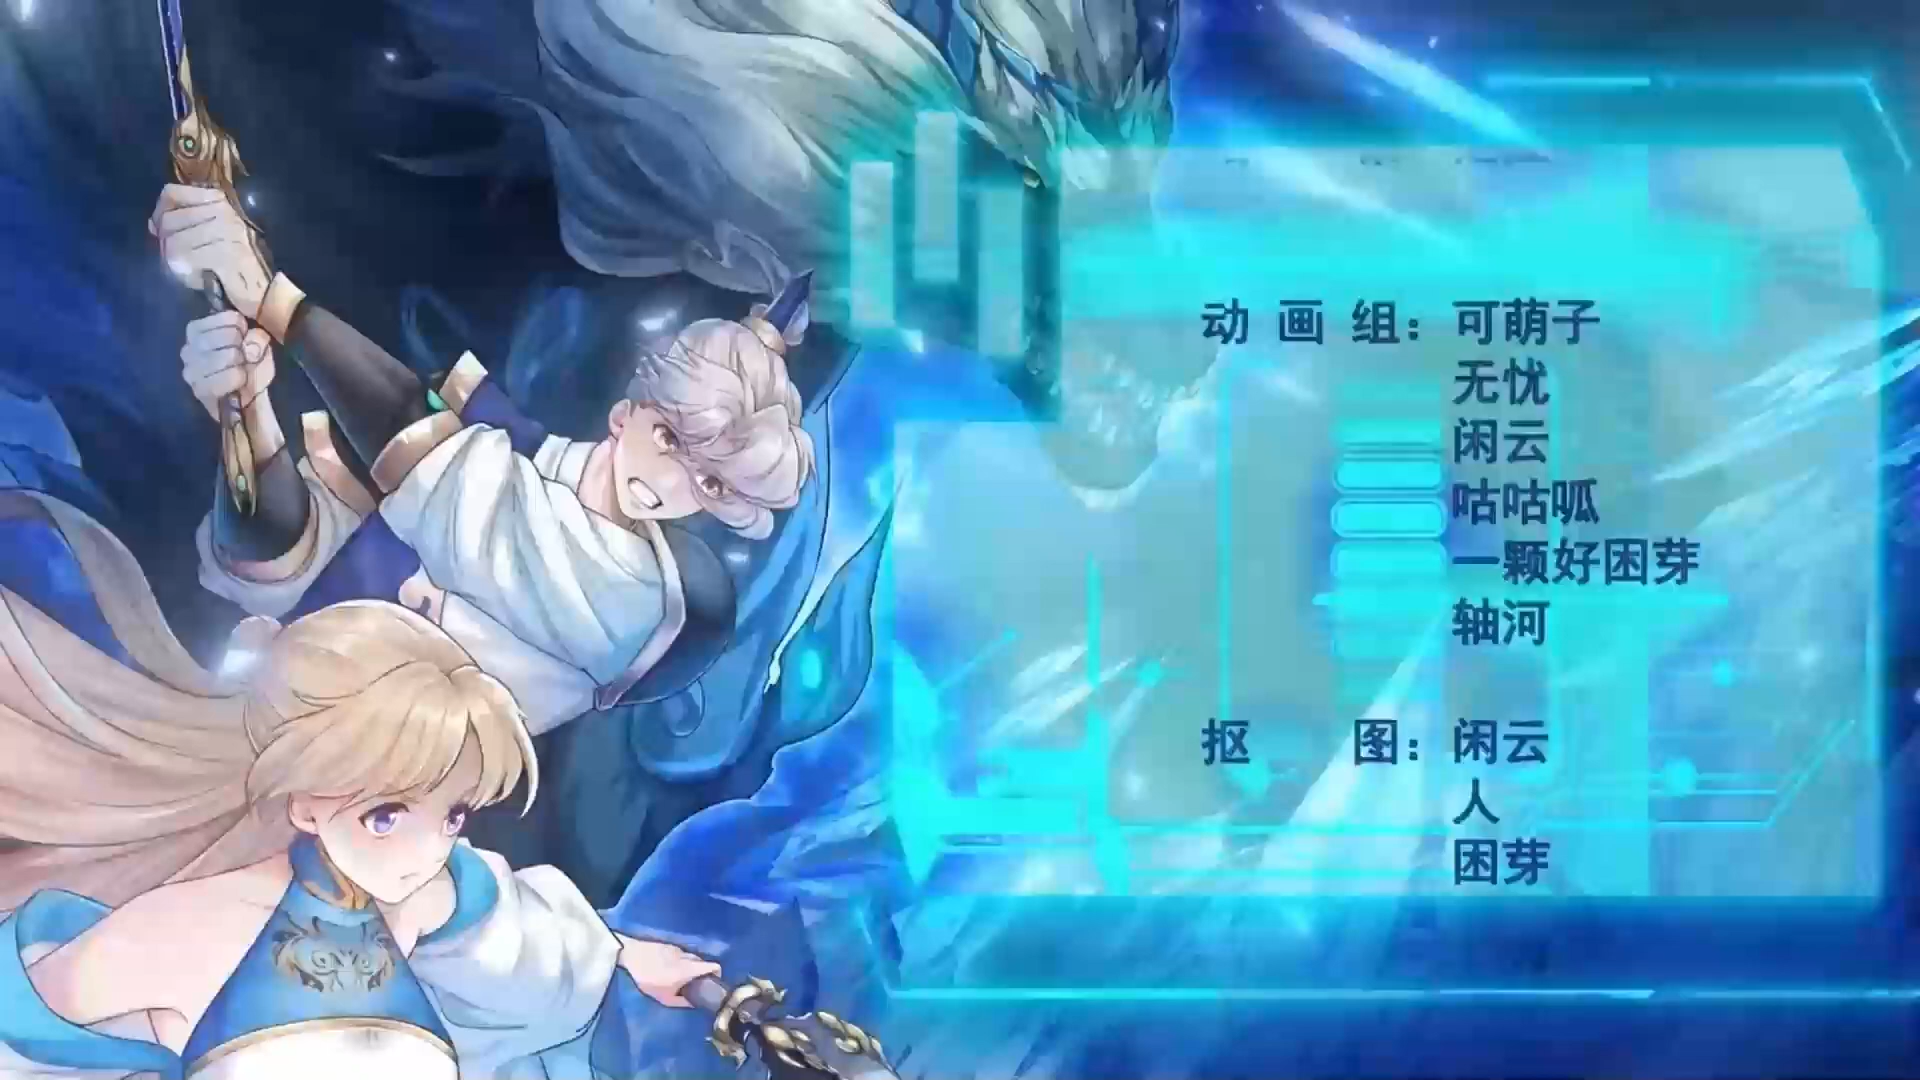 动 画 组：可萌子
无忧
闲云
咕咕呱
一颗好困芽
轴河
抠 图：闲云
人
困芽